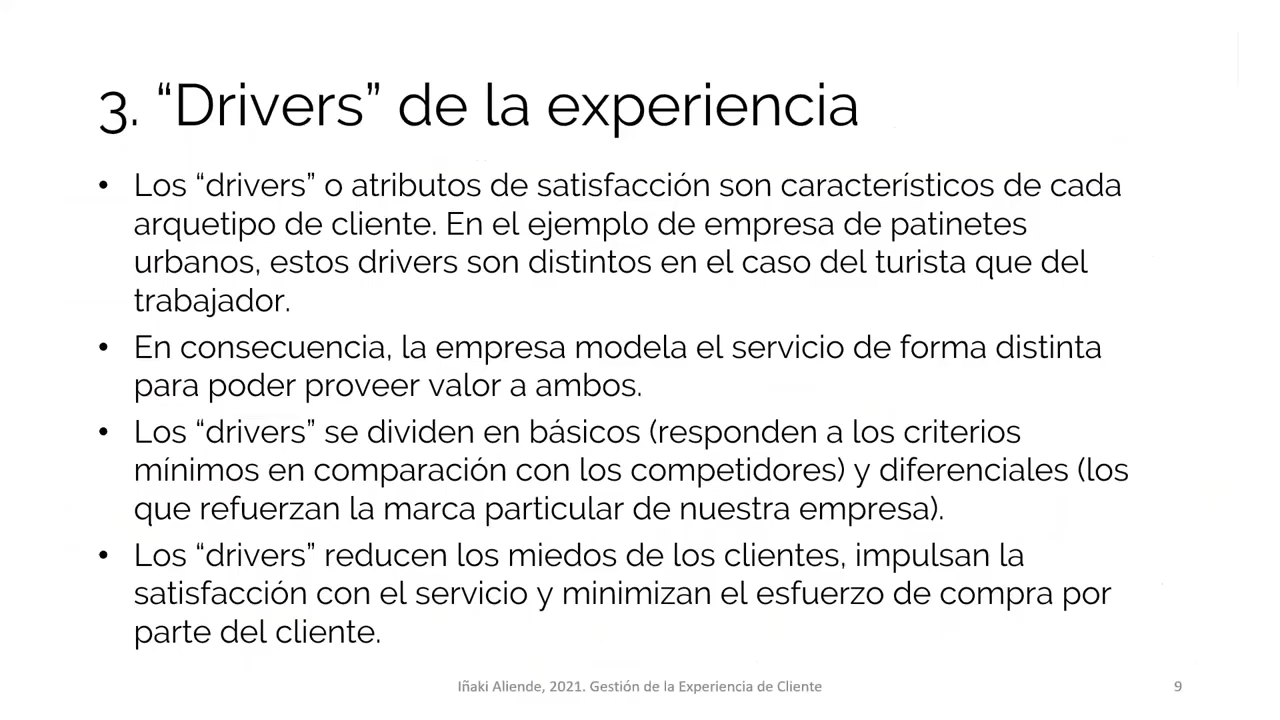 3. “Drivers” de la experiencia
• Los “drivers” o atributos de satisfacción son característicos de cada
arquetipo de cliente. En el ejemplo de empresa de patinetes
urbanos, estos drivers son distintos en el caso del turista que del
trabajador.
• En consecuencia, la empresa modela el servicio de forma distinta
para poder proveer valor a ambos.
• Los “drivers” se dividen en básicos (responden a los criterios
mínimos en comparación con los competidores) y diferenciales (los
que refuerzan la marca particular de nuestra empresa).
• Los “drivers” reducen los miedos de los clientes, impulsan la
satisfacción con el servicio y minimizan el esfuerzo de compra por
parte del cliente.
Iñaki Aliende, 2021. Gestión de la Experiencia de Cliente
9